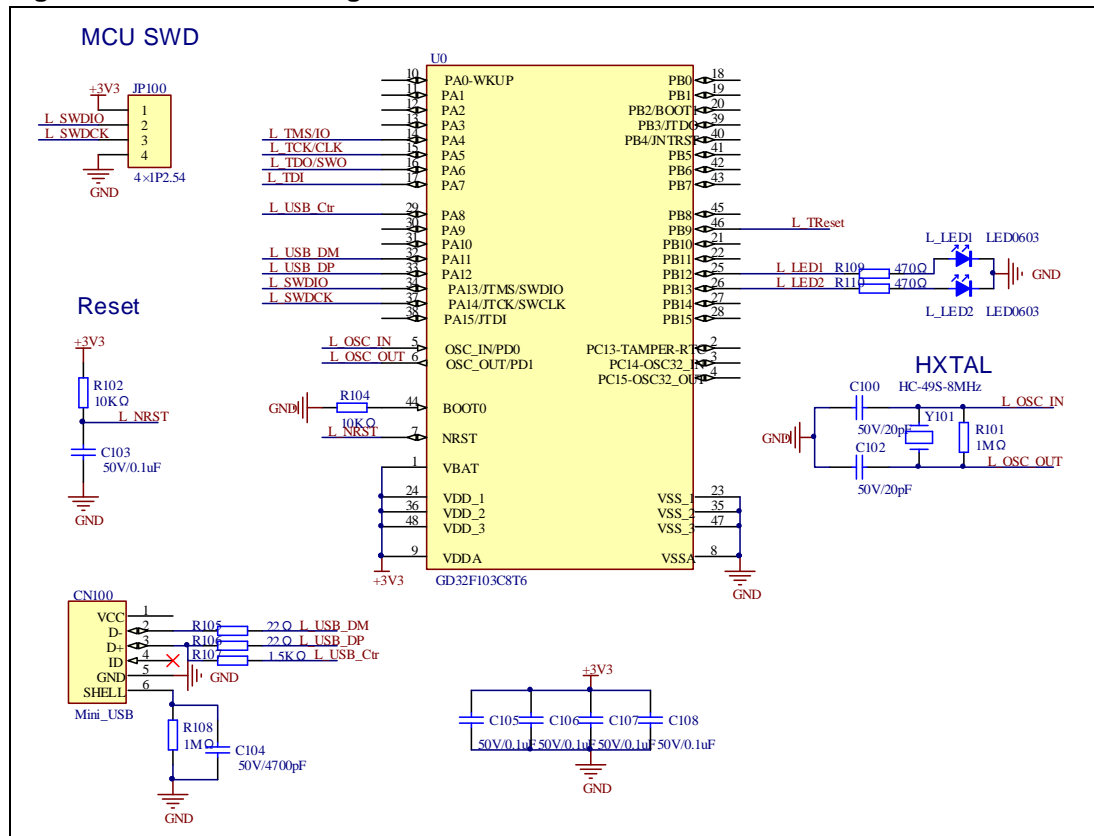 MCU SWD
+3V3
JP100
1
L_SWDIO 2
L_SWDCK 3
4
GND
4×1P2.54
U0
10 PA0-WKUP
11 PA1
12 PA2
13 PA3
L_TMS/IO 14 PA4
L_TCK/CLK 15 PA5
L_TDO/SWO 16 PA6
L_TDI 17 PA7
L_USB_Ctr 29 PA8
30 PA9
31 PA10
L_USB_DM 32 PA11
L_USB_DP 33 PA12
L_SWDIO 34 PA13/JTMS/SWDIO
L_SWDCK 37 PA14/JTCK/SWCLK
38 PA15/JTDI
L_OSC_IN 5 OSC_IN/PD0
L_OSC_OUT 6 OSC_OUT/PD1
GND R104 10KΩ 44 BOOT0
L_NRST 7 NRST
1 VBAT
24 VDD_1
36 VDD_2
48 VDD_3
9 VDDA
+3V3
GD32F103C8T6
PB0 18
PB1 19
PB2/BOOT1 20
PB3/JTDO 39
PB4/JNTRST 40
PB5 41
PB6 42
PB7 43
PB8 45
PB9 46 L_TReset
PB10 21
PB11 22
PB12 25 L_LED1 R109 470Ω
PB13 26 L_LED2 R110 470Ω
PB14 27
PB15 28
PC13-TAMPER-RTC 2
PC14-OSC32_IN 3
PC15-OSC32_OUT 4
VSS_1 23
VSS_2 35
VSS_3 47
VSSA 8
GND
L_LED1 LED0603
GND
L_LED2 LED0603
Reset
+3V3
R102
10KΩ
L_NRST
C103
50V/0.1uF
GND
HXTAL
HC-49S-8MHz
C100
50V/20pF
L_OSC_IN
Y101
R101
1MΩ
GND
C102
50V/20pF
L_OSC_OUT
CN100
VCC 1
D- 2 R105 22Ω L_USB_DM
D+ 3 R106 22Ω L_USB_DP
ID 4 R107 1.5KΩ L_USB_Ctr
GND 5 GND
SHELL 6
Mini_USB
R108
1MΩ
C104
50V/4700pF
GND
+3V3
C105 C106 C107 C108
50V/0.1uF 50V/0.1uF 50V/0.1uF 50V/0.1uF
GND